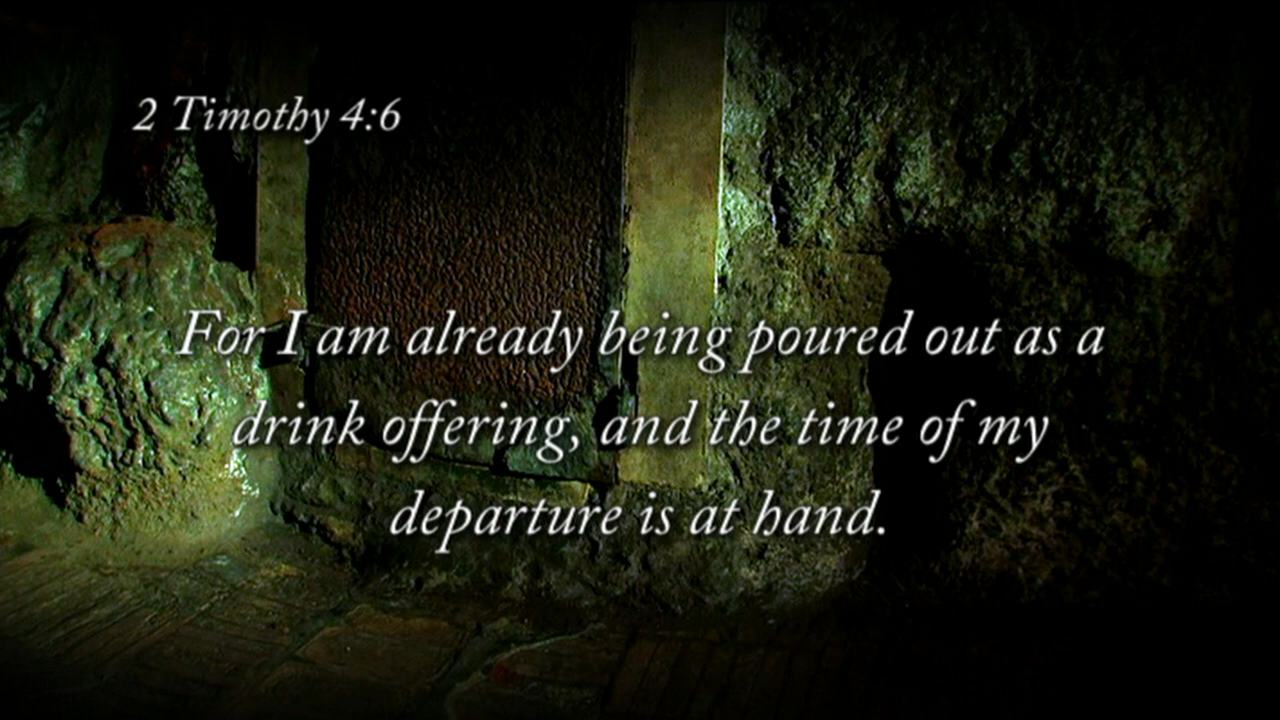 2 Timothy 4:6
For I am already being poured out as a
drink offering, and the time of my
departure is at hand.